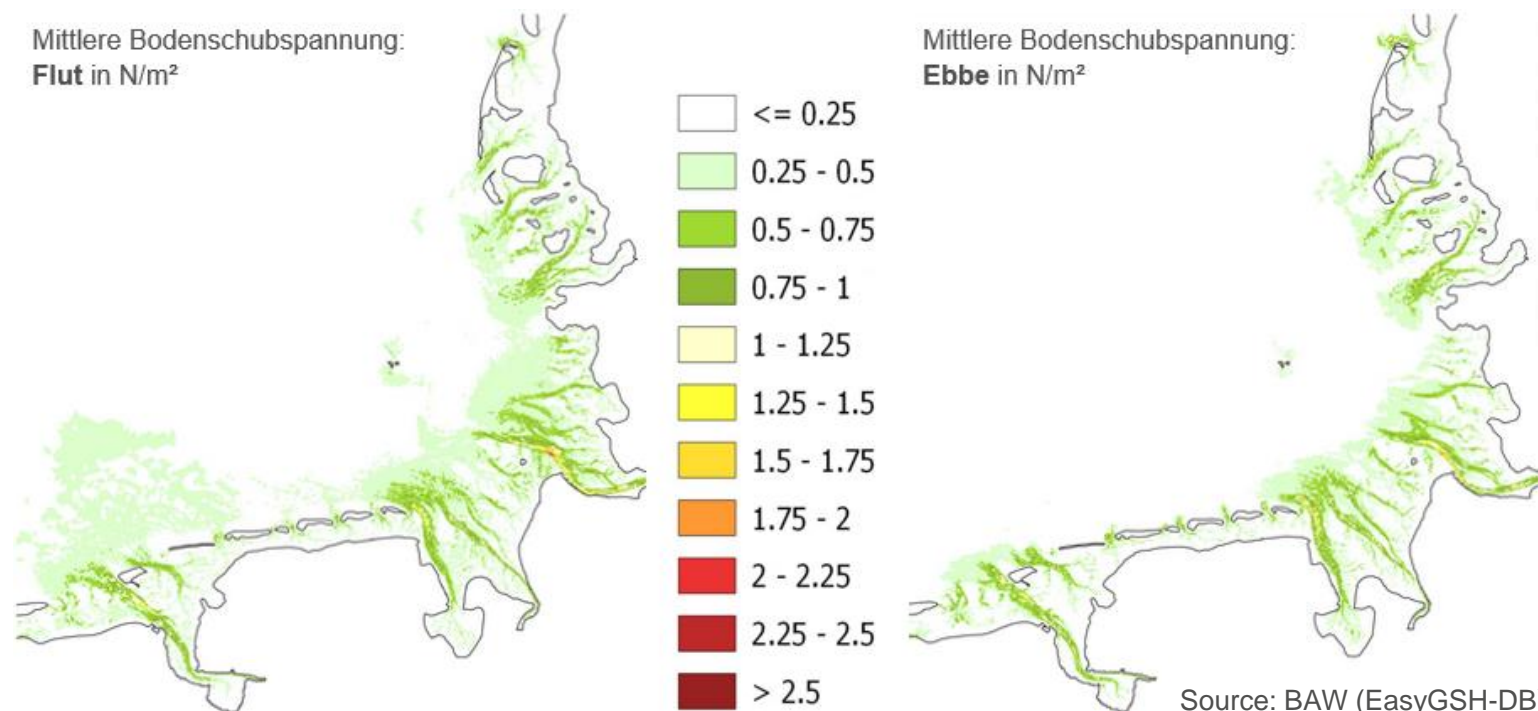 Mittlere Bodenschubspannung:
Flut in N/m²
Mittlere Bodenschubspannung:
Ebbe in N/m²
<= 0.25
0.25 - 0.5
0.5 - 0.75
0.75 - 1
1 - 1.25
1.25 - 1.5
1.5 - 1.75
1.75 - 2
2 - 2.25
2.25 - 2.5
> 2.5
Source: BAW (EasyGSH-DB